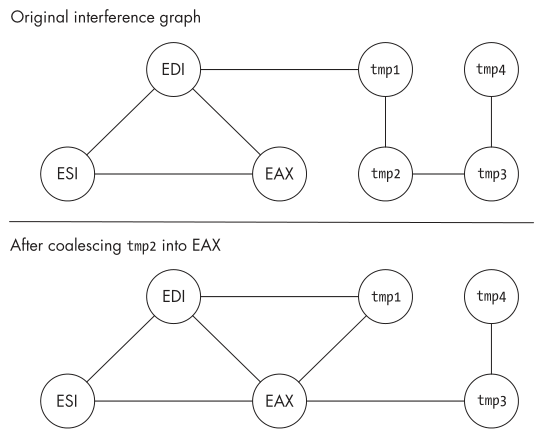 Original interference graph
EDI
tmp1
tmp4
ESI
EAX
tmp2
tmp3
After coalescing tmp2 into EAX
EDI
tmp1
tmp4
ESI
EAX
tmp3